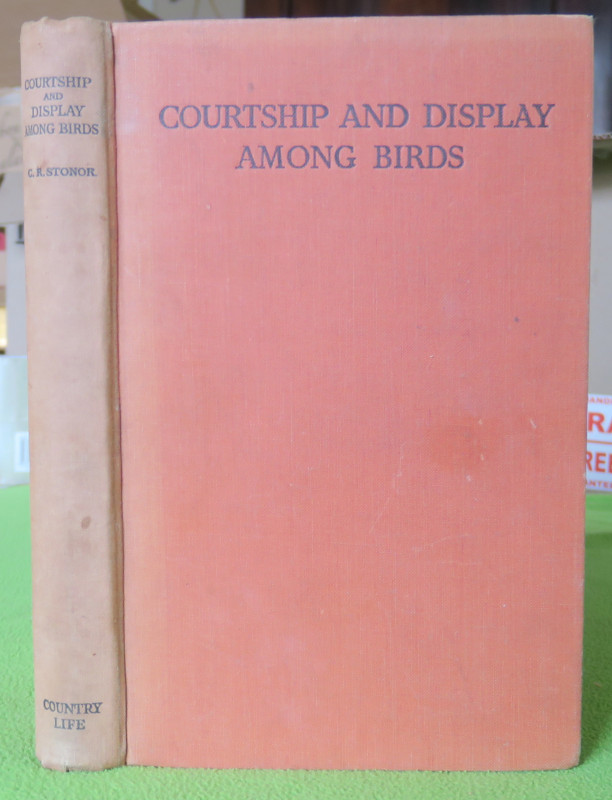 COURTSHIP
AND
DISPLAY
AMONG BIRDS
C. R. STONOR
COUNTRY
LIFE
COURTSHIP AND DISPLAY
AMONG BIRDS